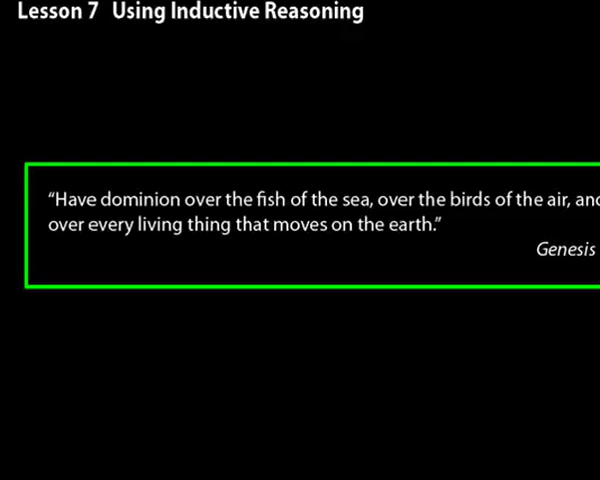 Lesson 7 Using Inductive Reasoning
“Have dominion over the fish of the sea, over the birds of the air, and
over every living thing that moves on the earth.”
Genesis